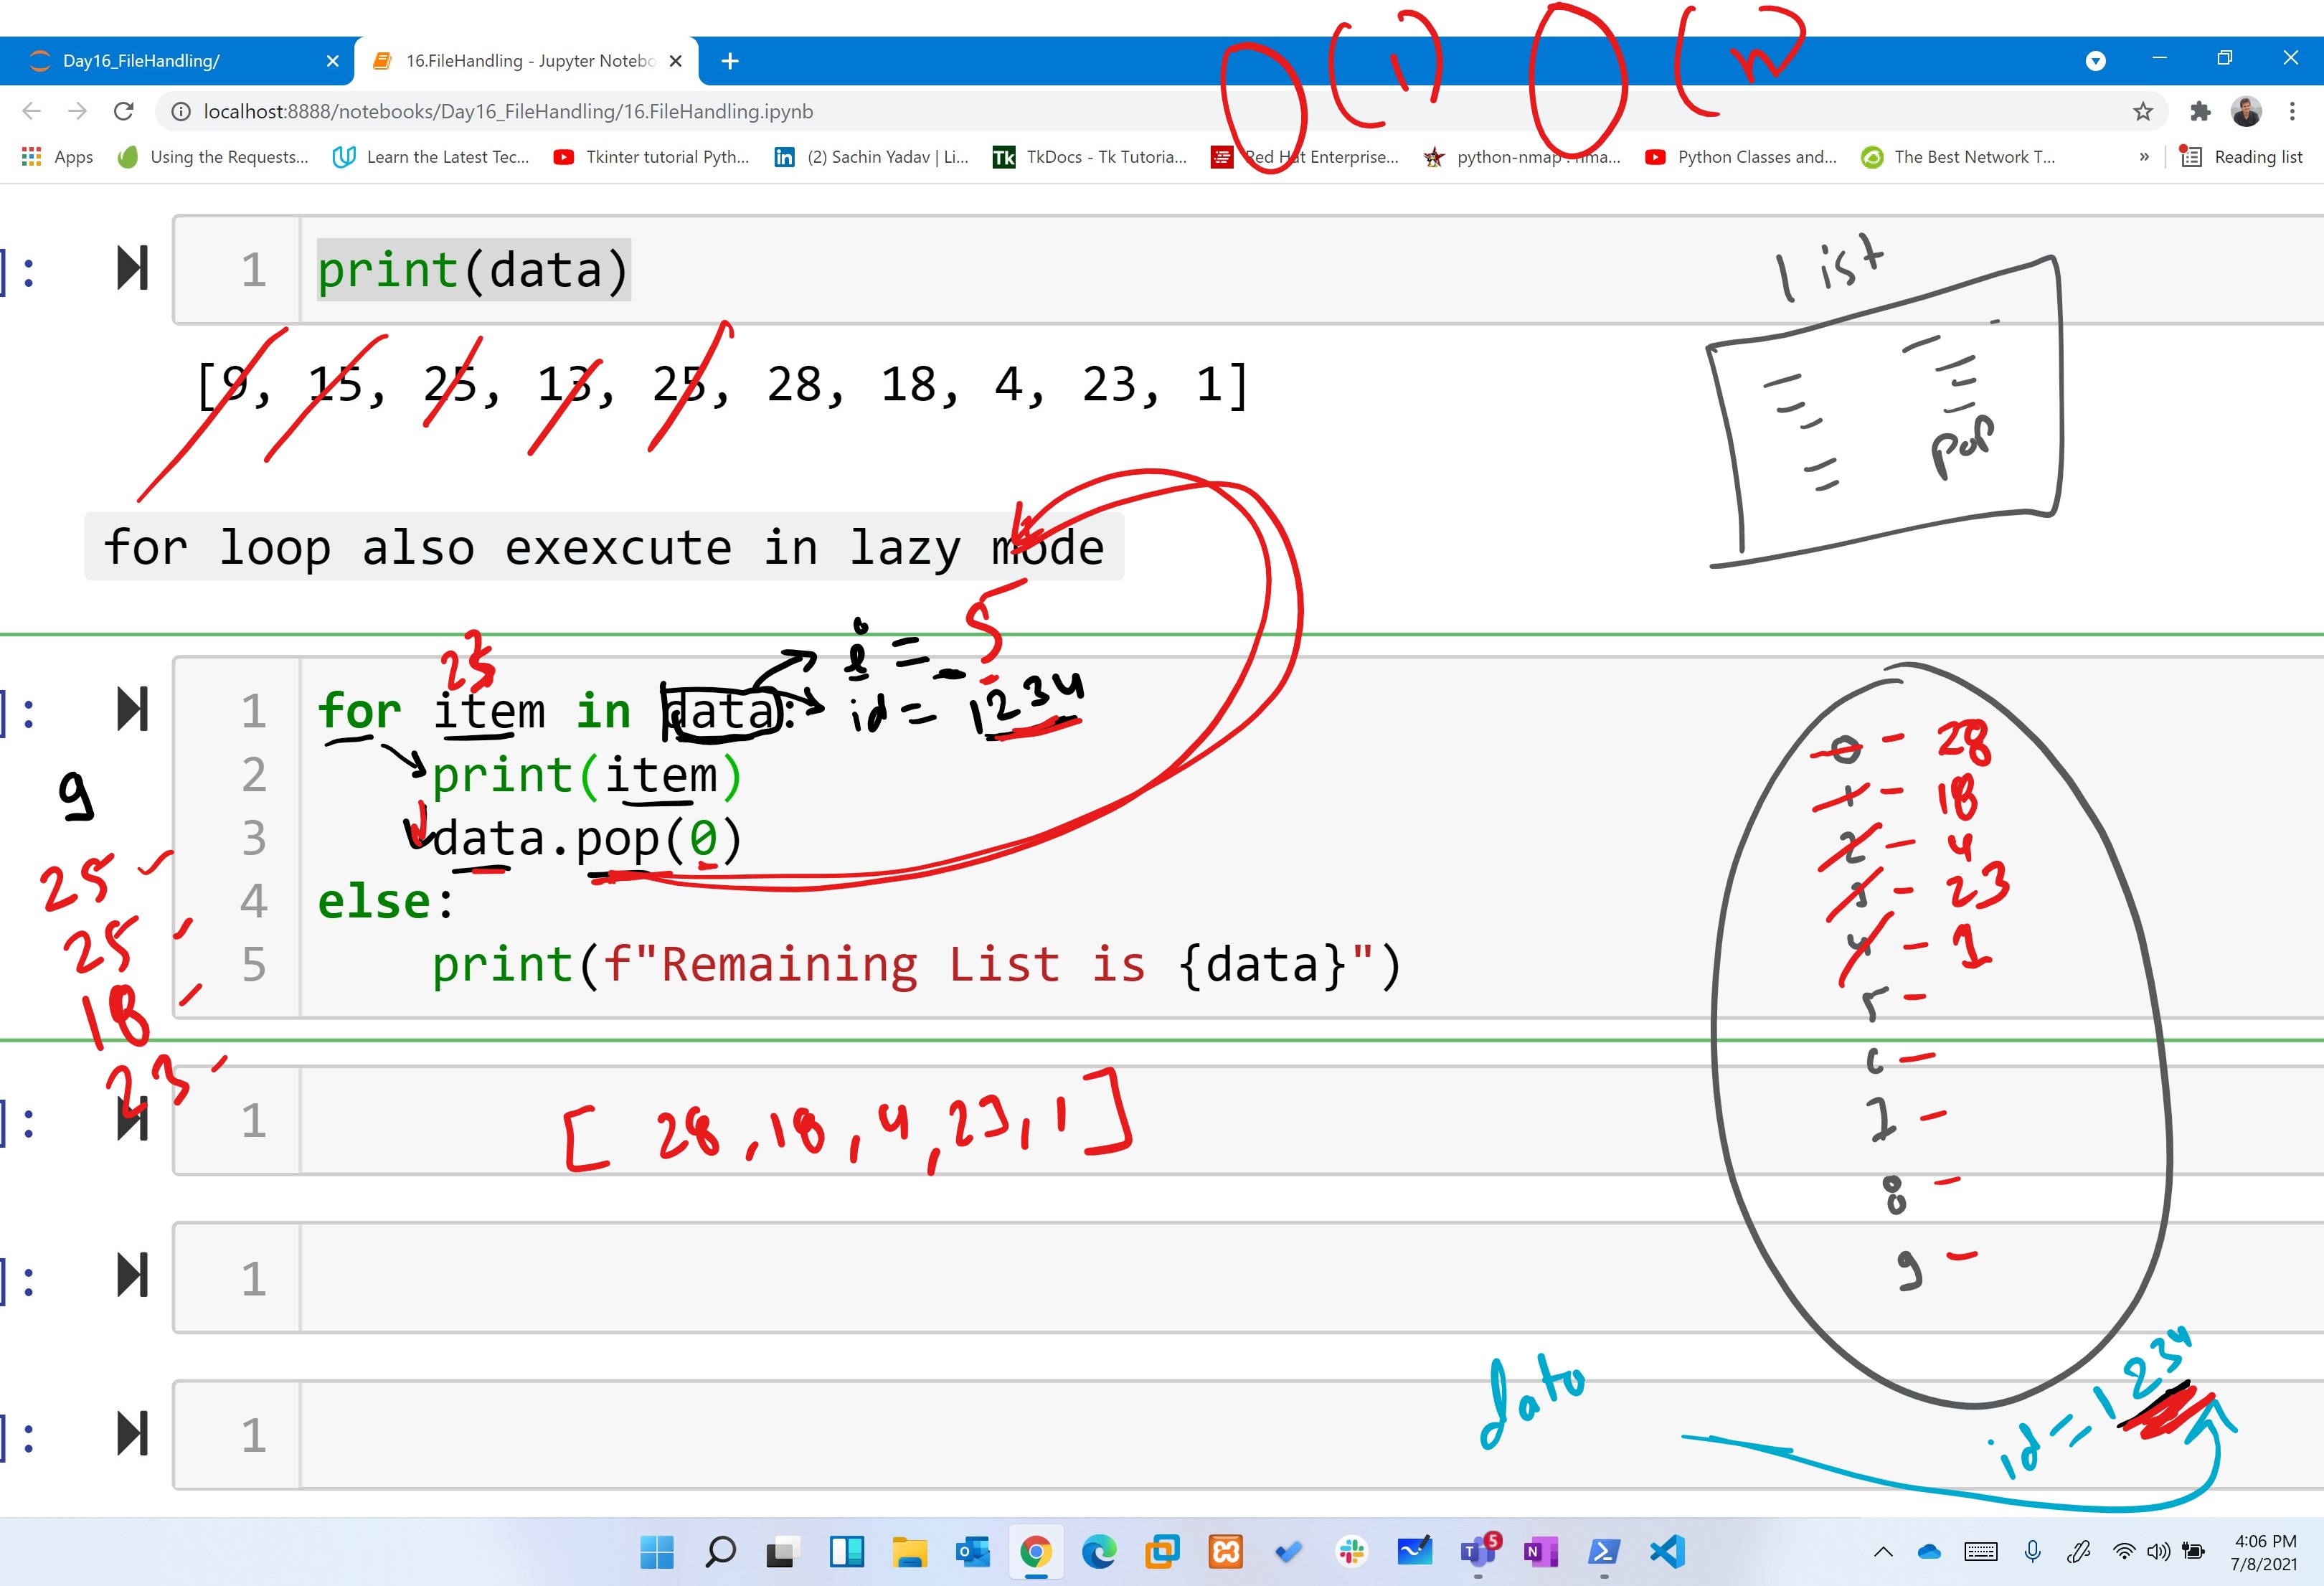 O(1) O(n)
Day16_FileHandling/ 16.FileHandling - Jupyter Notebo
localhost:8888/notebooks/Day16_FileHandling/16.FileHandling.ipynb
Apps Using the Requests... Learn the Latest Tec... Tkinter tutorial Pyth... (2) Sachin Yadav | Li... Tk TkDocs - Tk Tutoria... Red Hat Enterprise... python-nmap : nma... Python Classes and... The Best Network T... » Reading list
]: 1 print(data)
list
[9, 15, 25, 13, 25, 28, 18, 4, 23, 1]
pop
for loop also exexcute in lazy mode
i = 5
23
]: 1 for item in data: id = 1234
2 print(item)
9
3 data.pop(0)
25
4 else:
25
5 print(f"Remaining List is {data}")
18
23
]: 1 [28, 18, 4, 23, 1]
]: 1
]: 1
0 - 28
1 - 18
2 - 4
3 - 23
4 - 1
5 -
6 -
7 -
8 -
9 -
data
id = 1234
5
4:06 PM
7/8/2021